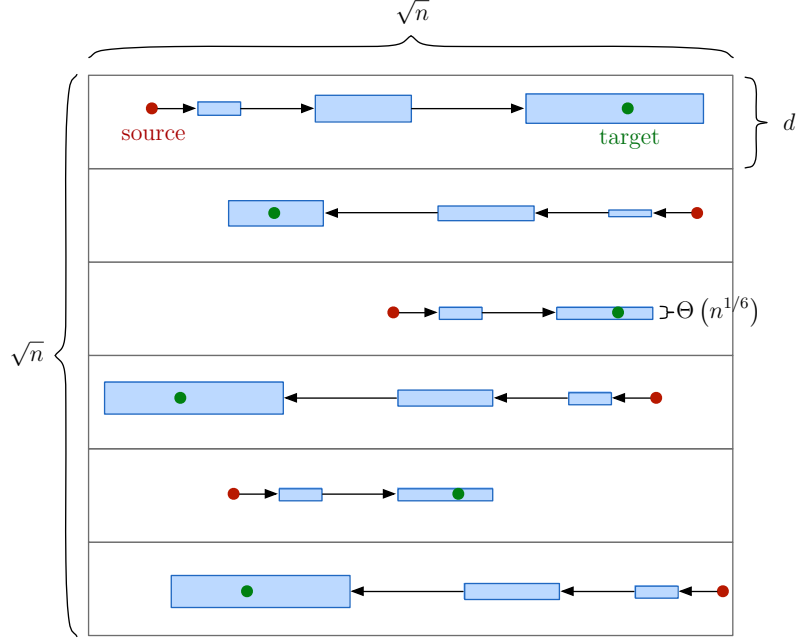 √n
source
target
d
Θ (n^{1/6})
√n